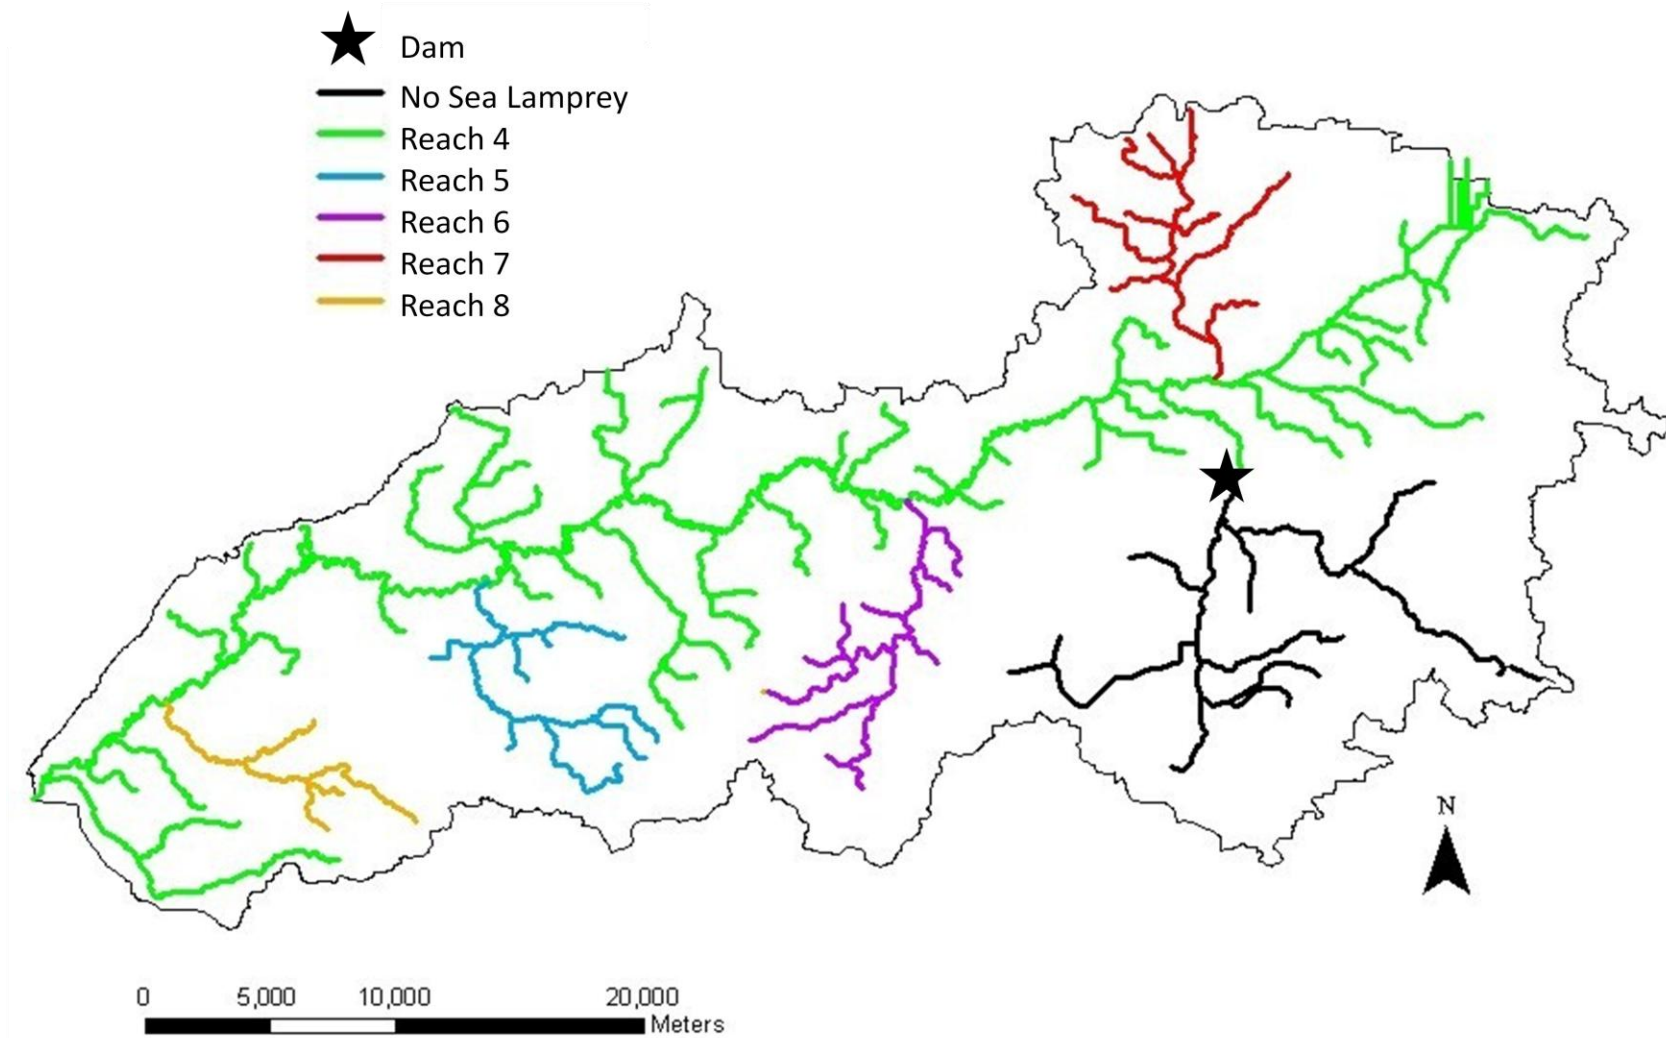 Dam
No Sea Lamprey
Reach 4
Reach 5
Reach 6
Reach 7
Reach 8
N
0 5,000 10,000 20,000
Meters